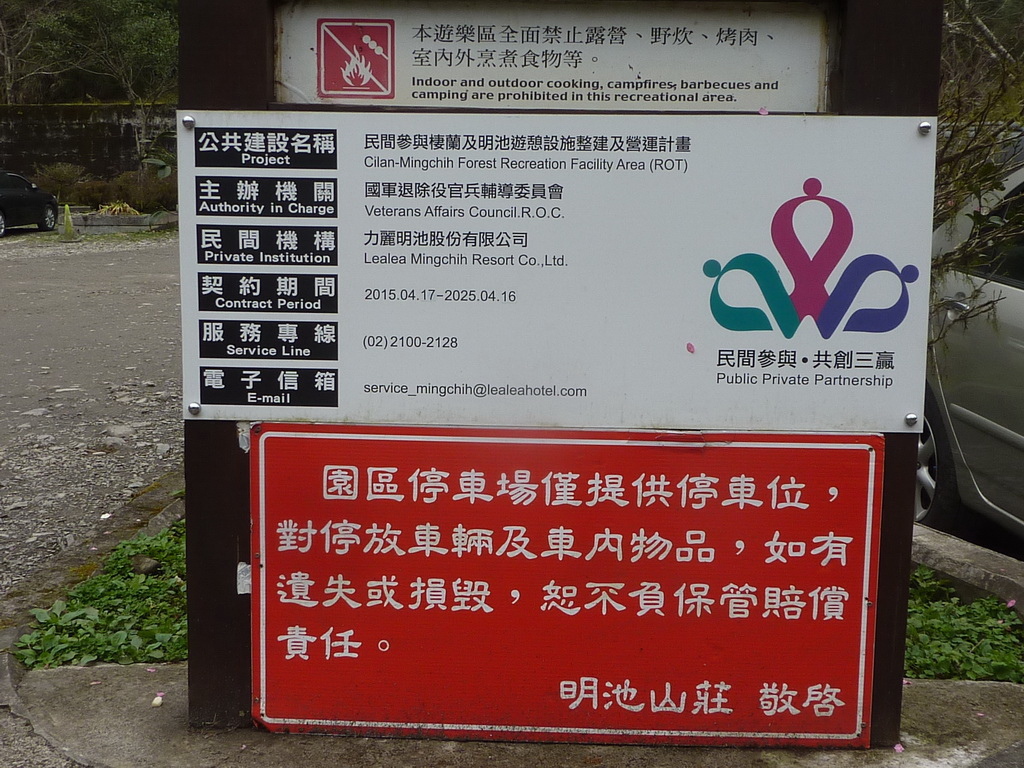 本遊樂區全面禁止露營、野炊、烤肉、
室內外烹煮食物等。
Indoor and outdoor cooking, campfires, barbecues and
camping are prohibited in this recreational area.
公共建設名稱
Project
民間參與棲蘭及明池遊憩設施整建及營運計畫
Cilan-Mingchih Forest Recreation Facility Area (ROT)
主辦機關
Authority in Charge
國軍退除役官兵輔導委員會
Veterans Affairs Council.R.O.C.
民間機構
Private Institution
力麗明池股份有限公司
Lealea Mingchih Resort Co.,Ltd.
契約期間
Contract Period
2015.04.17-2025.04.16
服務專線
Service Line
(02)2100-2128
電子信箱
E-mail
service_mingchih@lealeahotel.com
民間參與•共創三贏
Public Private Partnership
園區停車場僅提供停車位，
對停放車輛及車內物品，如有
遺失或損毀，恕不負保管賠償
責任。
明池山莊 敬啓